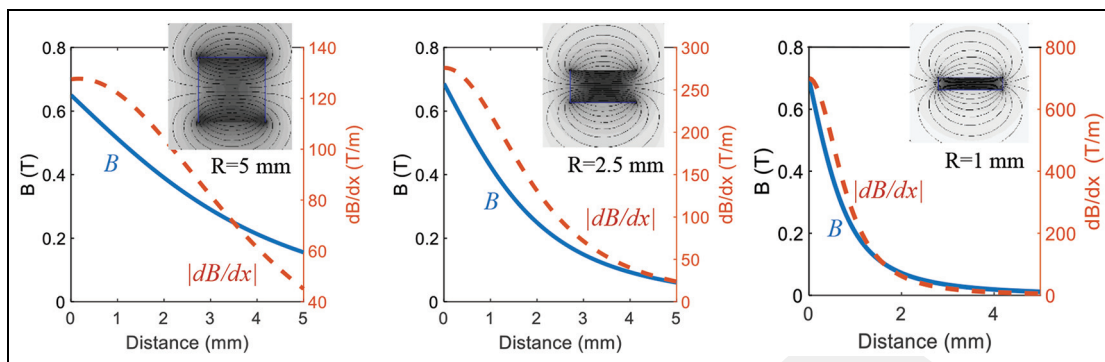 0.8
0.6
0.4
0.2
0
B (T)
140
120
100
80
60
40
dB/dx (T/m)
R=5 mm
B
|dB/dx|
0 1 2 3 4 5
Distance (mm)
0.8
0.6
0.4
0.2
0
B (T)
300
250
200
150
100
50
0
dB/dx (T/m)
R=2.5 mm
B
|dB/dx|
0 1 2 3 4 5
Distance (mm)
0.8
0.6
0.4
0.2
0
B (T)
800
600
400
200
0
dB/dx (T/m)
R=1 mm
|dB/dx|
B
0 2 4
Distance (mm)